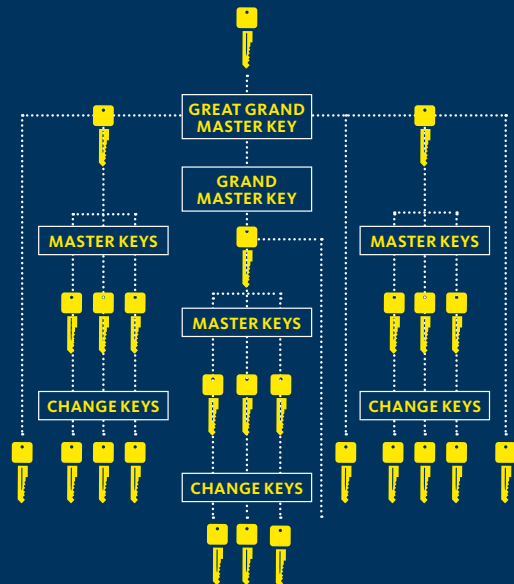 GREAT GRAND
MASTER KEY
GRAND
MASTER KEY
MASTER KEYS
MASTER KEYS
MASTER KEYS
CHANGE KEYS
CHANGE KEYS
CHANGE KEYS